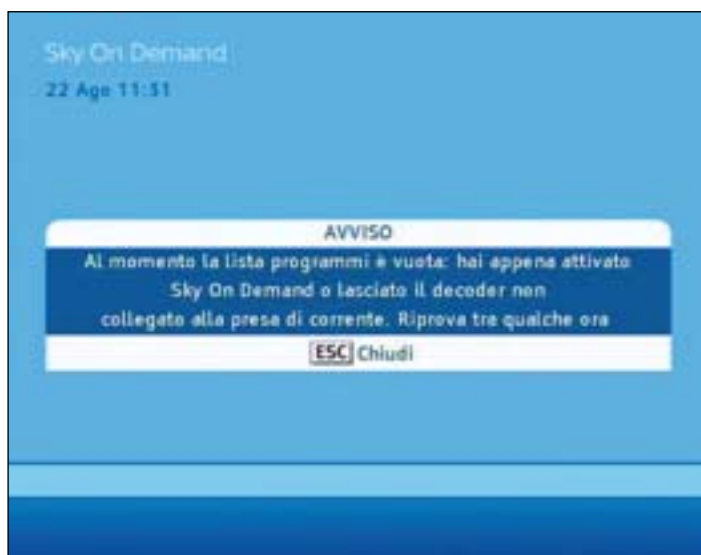 Sky On Demand
22 Ago 11:31
AVVISO
Al momento la lista programmi è vuota: hai appena attivato
Sky On Demand o lasciato il decoder non
collegato alla presa di corrente. Riprova tra qualche ora
ESC Chiudi